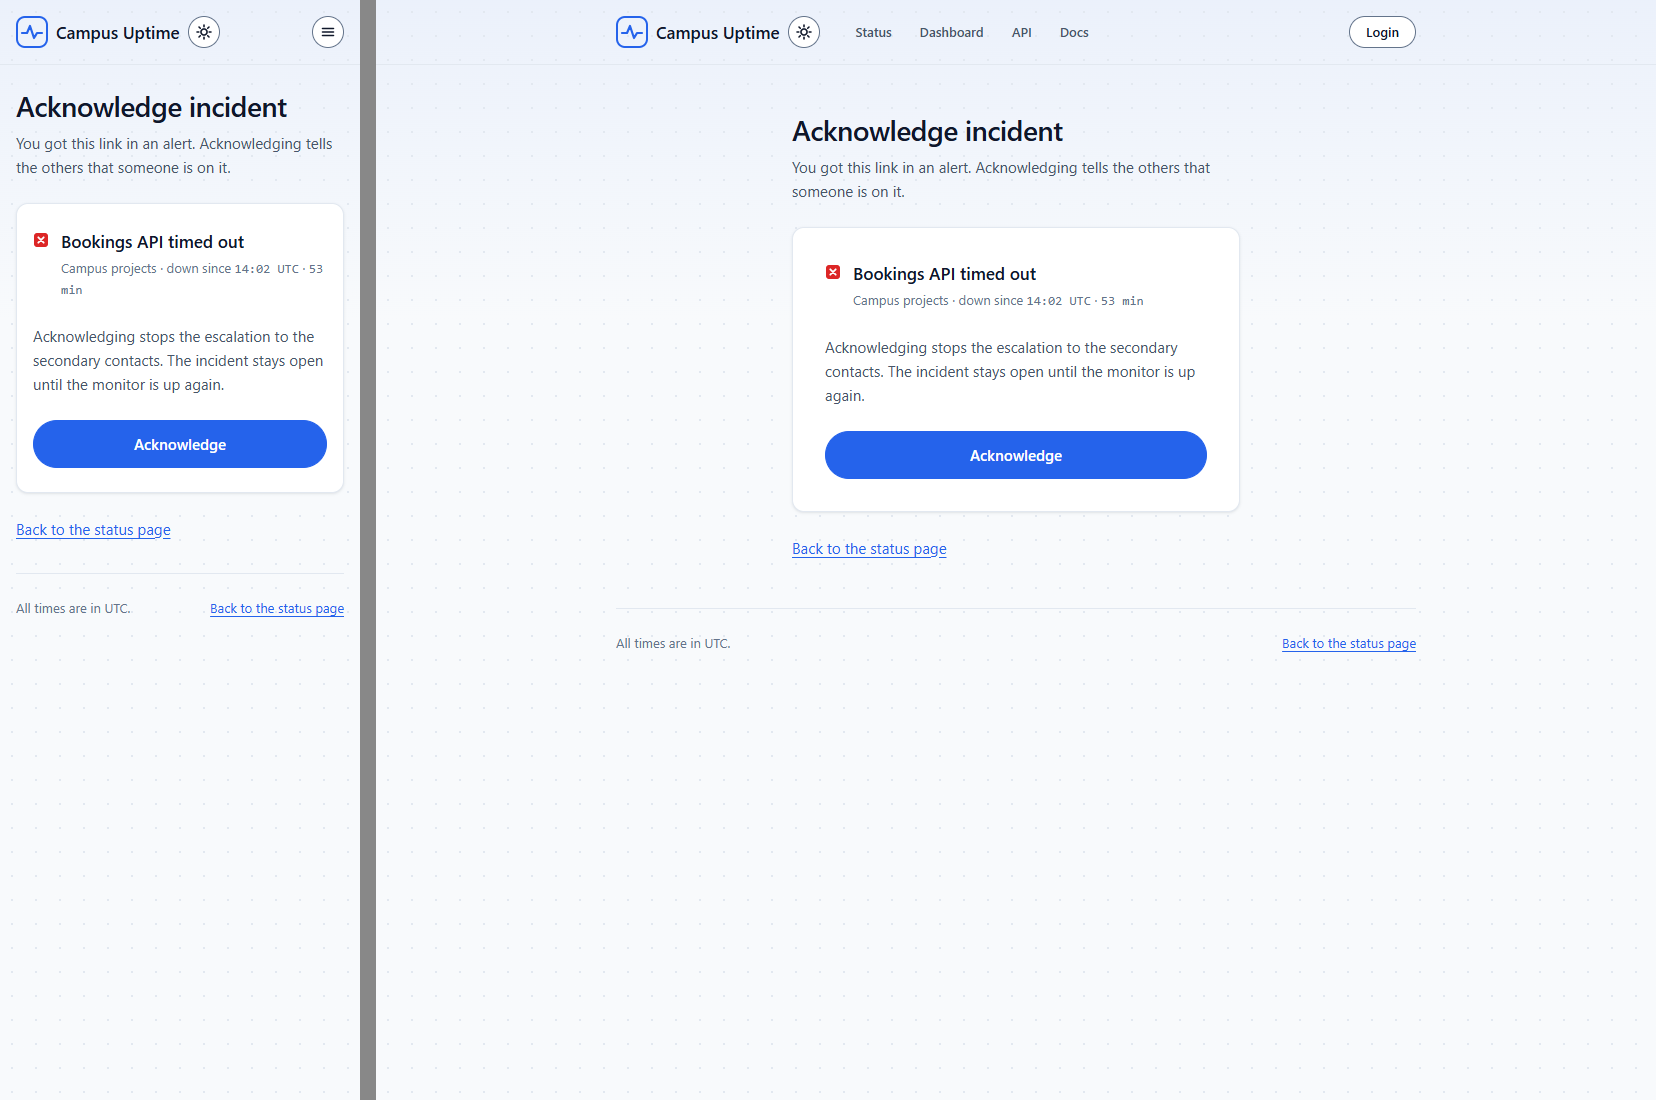 Campus Uptime
Acknowledge incident
You got this link in an alert. Acknowledging tells
the others that someone is on it.
Bookings API timed out
Campus projects · down since 14:02 UTC · 53
min
Acknowledging stops the escalation to the
secondary contacts. The incident stays open
until the monitor is up again.
Acknowledge
Back to the status page
All times are in UTC. Back to the status page
Campus Uptime Status Dashboard API Docs Login
Acknowledge incident
You got this link in an alert. Acknowledging tells the others that
someone is on it.
Bookings API timed out
Campus projects · down since 14:02 UTC · 53 min
Acknowledging stops the escalation to the secondary
contacts. The incident stays open until the monitor is up
again.
Acknowledge
Back to the status page
All times are in UTC. Back to the status page